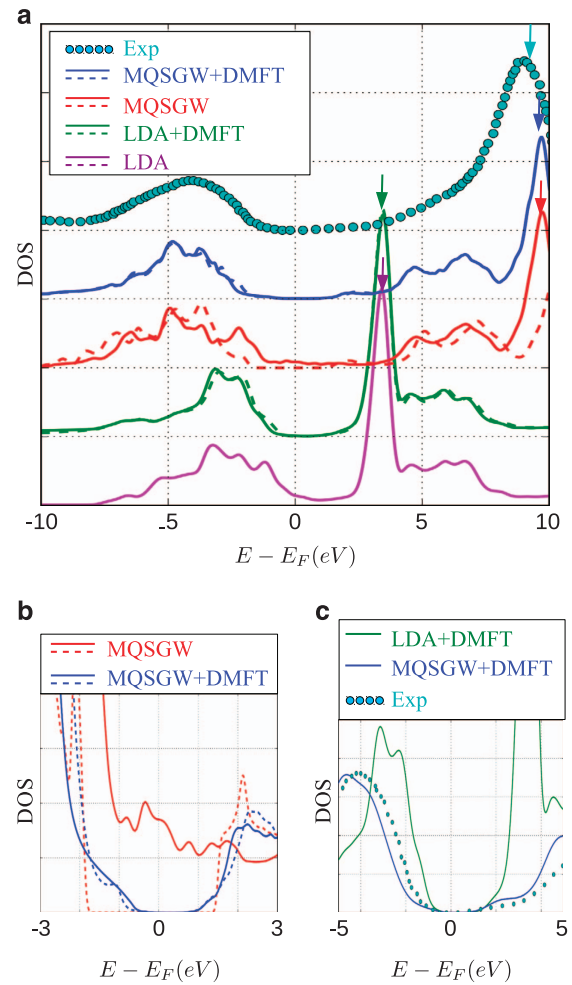 a
Exp
MQSGW+DMFT
MQSGW
LDA+DMFT
LDA
DOS
-10 -5 0 5 10
E − E_F(eV)
b
MQSGW
MQSGW+DMFT
DOS
-3 0 3
E − E_F(eV)
c
LDA+DMFT
MQSGW+DMFT
Exp
DOS
-5 0 5
E − E_F(eV)